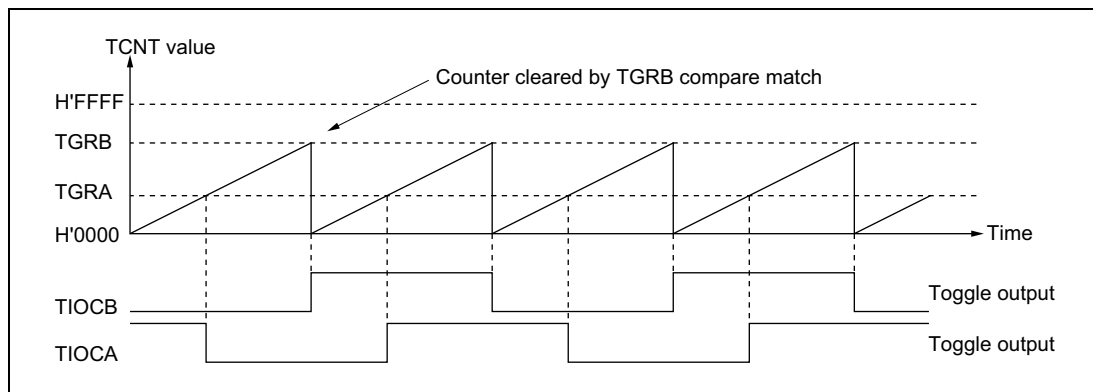 TCNT value
Counter cleared by TGRB compare match
H'FFFF
TGRB
TGRA
H'0000
Time
TIOCB
Toggle output
TIOCA
Toggle output